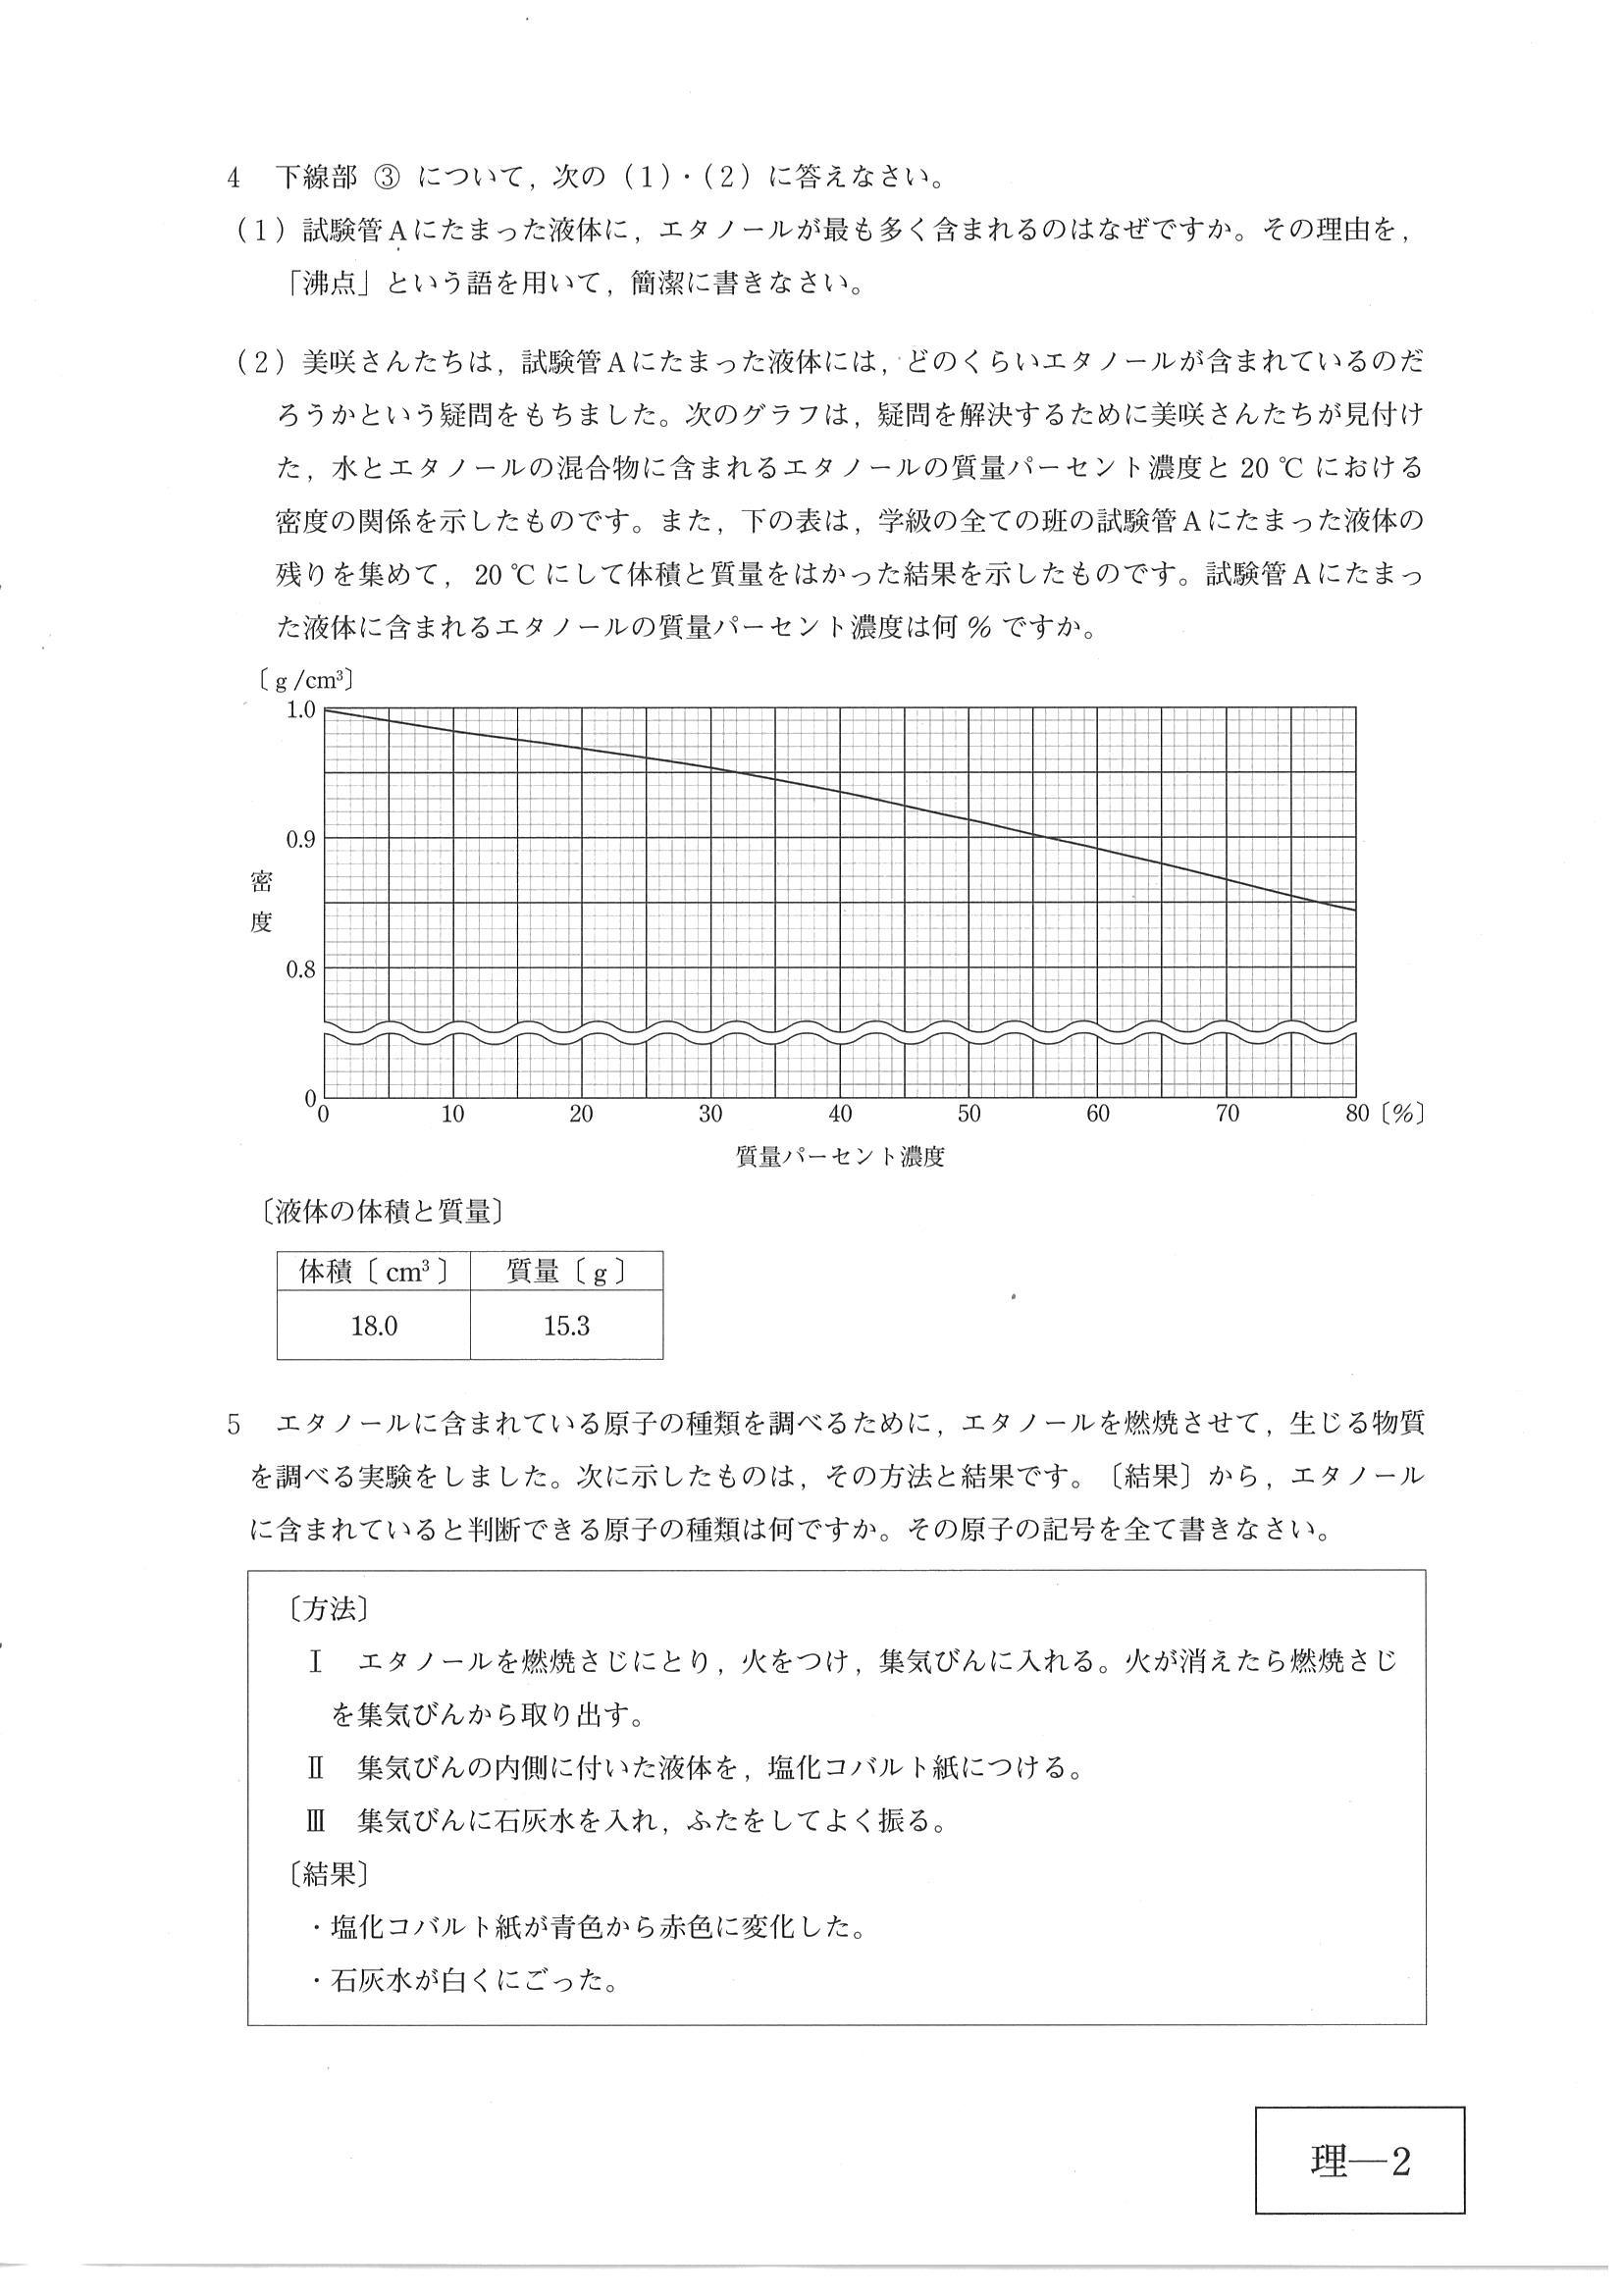 4 下線部 ③ について，次の（1）・（2）に答えなさい。
（1）試験管Aにたまった液体に，エタノールが最も多く含まれるのはなぜですか。その理由を，
「沸点」という語を用いて，簡潔に書きなさい。
（2）美咲さんたちは，試験管Aにたまった液体には，どのくらいエタノールが含まれているのだ
ろうかという疑問をもちました。次のグラフは，疑問を解決するために美咲さんたちが見付け
た，水とエタノールの混合物に含まれるエタノールの質量パーセント濃度と 20 ℃ における
密度の関係を示したものです。また，下の表は，学級の全ての班の試験管Aにたまった液体の
残りを集めて，20 ℃ にして体積と質量をはかった結果を示したものです。試験管Aにたまっ
た液体に含まれるエタノールの質量パーセント濃度は何 % ですか。
〔g/cm³〕
1.0
0.9
密度
0.8
0
0 10 20 30 40 50 60 70 80〔%〕
質量パーセント濃度
〔液体の体積と質量〕
体積〔cm³〕 質量〔g〕
18.0 15.3
5 エタノールに含まれている原子の種類を調べるために，エタノールを燃焼させて，生じる物質
を調べる実験をしました。次に示したものは，その方法と結果です。〔結果〕から，エタノール
に含まれていると判断できる原子の種類は何ですか。その原子の記号を全て書きなさい。
〔方法〕
Ⅰ エタノールを燃焼さじにとり，火をつけ，集気びんに入れる。火が消えたら燃焼さじ
を集気びんから取り出す。
Ⅱ 集気びんの内側に付いた液体を，塩化コバルト紙につける。
Ⅲ 集気びんに石灰水を入れ，ふたをしてよく振る。
〔結果〕
・塩化コバルト紙が青色から赤色に変化した。
・石灰水が白くにごった。
理―2